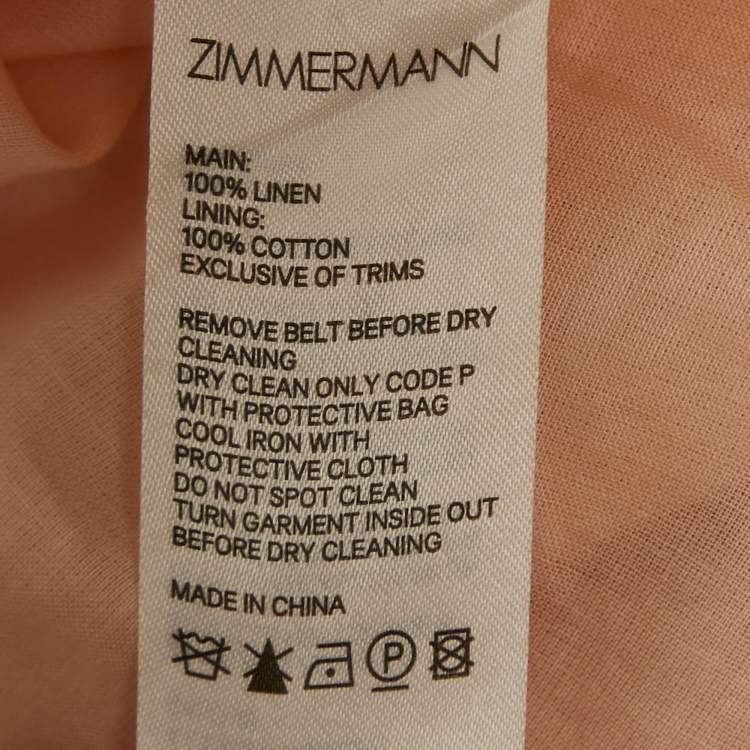 ZIMMERMANN
MAIN:
100% LINEN
LINING:
100% COTTON
EXCLUSIVE OF TRIMS
REMOVE BELT BEFORE DRY
CLEANING
DRY CLEAN ONLY CODE P
WITH PROTECTIVE BAG
COOL IRON WITH
PROTECTIVE CLOTH
DO NOT SPOT CLEAN
TURN GARMENT INSIDE OUT
BEFORE DRY CLEANING
MADE IN CHINA
P